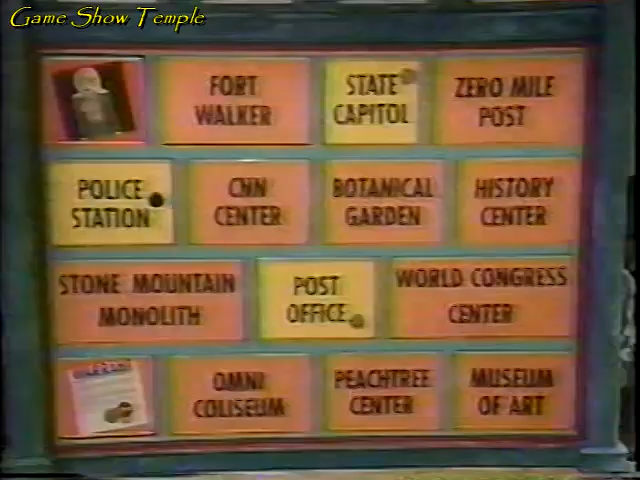 Game Show Temple
FORT
WALKER
STATE
CAPITOL
ZERO MILE
POST
POLICE
STATION
CNN
CENTER
BOTANICAL
GARDEN
HISTORY
CENTER
STONE MOUNTAIN
MONOLITH
POST
OFFICE
WORLD CONGRESS
CENTER
OMNI
COLISEUM
PEACHTREE
CENTER
MUSEUM
OF ART